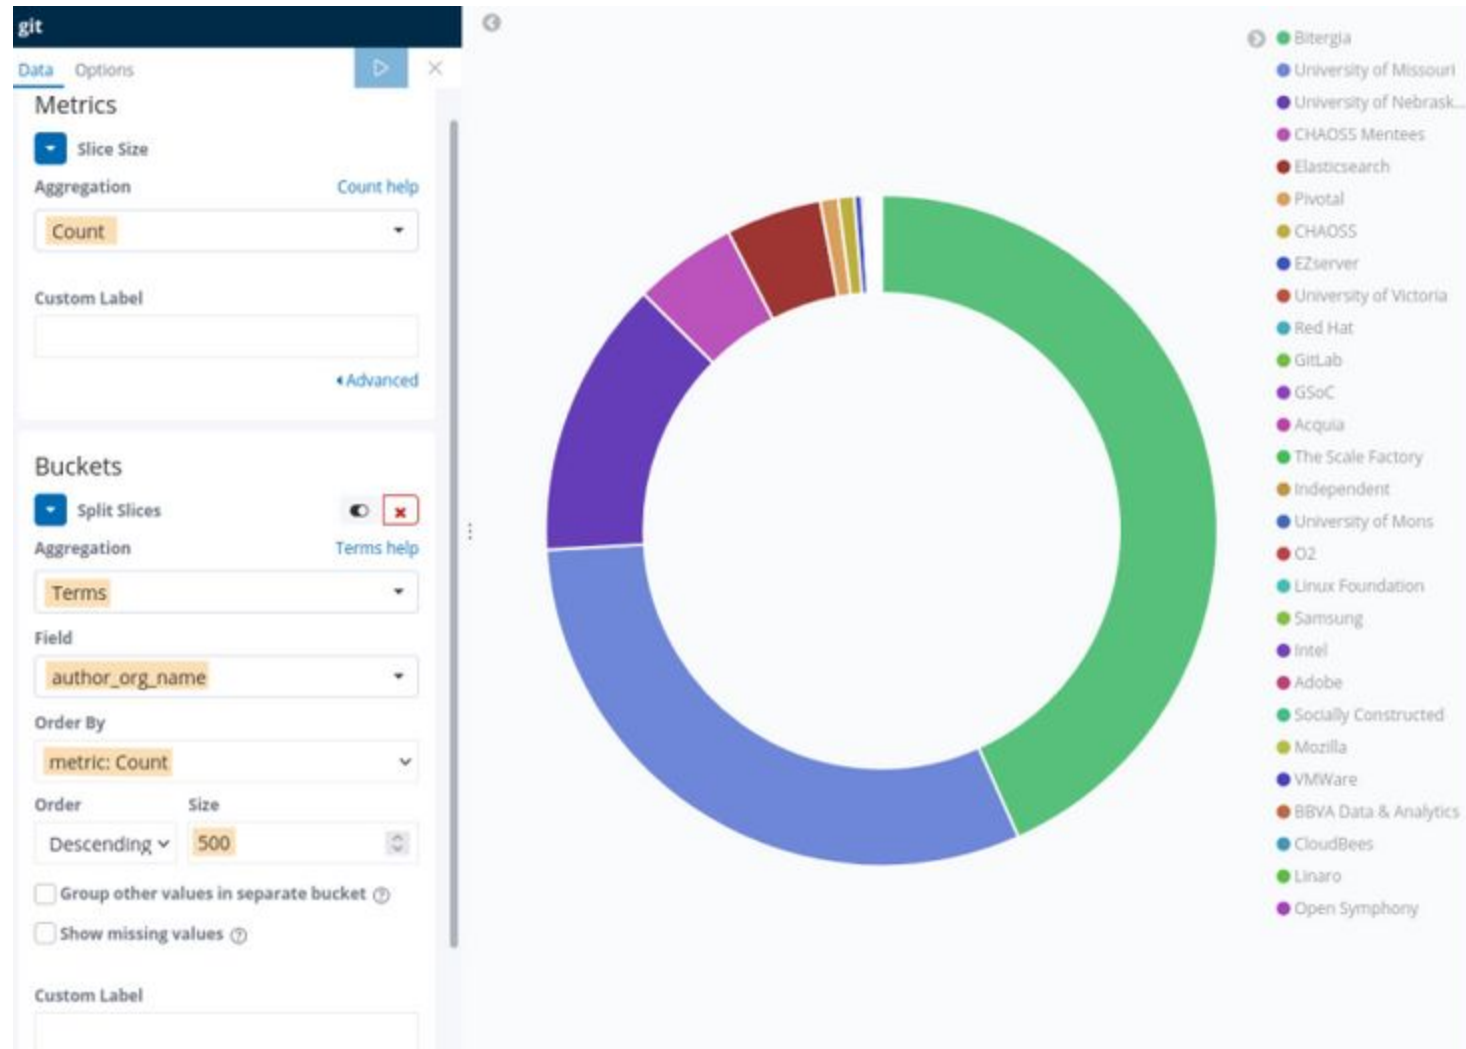 git
Data Options
Metrics
Slice Size
Aggregation Count help
Count
Custom Label
Advanced
Buckets
Split Slices
Aggregation Terms help
Terms
Field
author_org_name
Order By
metric: Count
Order Size
Descending 500
Group other values in separate bucket
Show missing values
Custom Label
Bitergia
University of Missouri
University of Nebrask...
CHAOSS Mentees
Elasticsearch
Pivotal
CHAOSS
EZserver
University of Victoria
Red Hat
GitLab
GSoC
Acquia
The Scale Factory
Independent
University of Mons
O2
Linux Foundation
Samsung
Intel
Adobe
Socially Constructed
Mozilla
VMWare
BBVA Data & Analytics
CloudBees
Linaro
Open Symphony